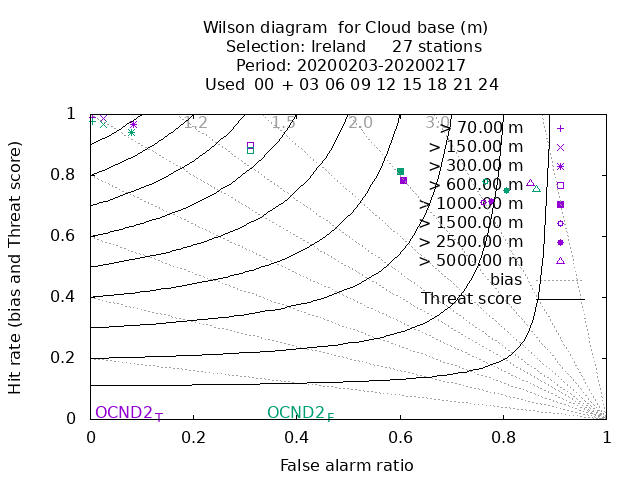 Wilson diagram for Cloud base (m)
Selection: Ireland 27 stations
Period: 20200203-20200217
Used 00 + 03 06 09 12 15 18 21 24
Hit rate (bias and Threat score)
1
0.8
0.6
0.4
0.2
0
1.2
1.5
2.0
3.0
> 70.00 m
> 150.00 m
> 300.00 m
> 600.00 m
> 1000.00 m
> 1500.00 m
> 2500.00 m
> 5000.00 m
bias
Threat score
OCND2T
OCND2F
0 0.2 0.4 0.6 0.8 1
False alarm ratio